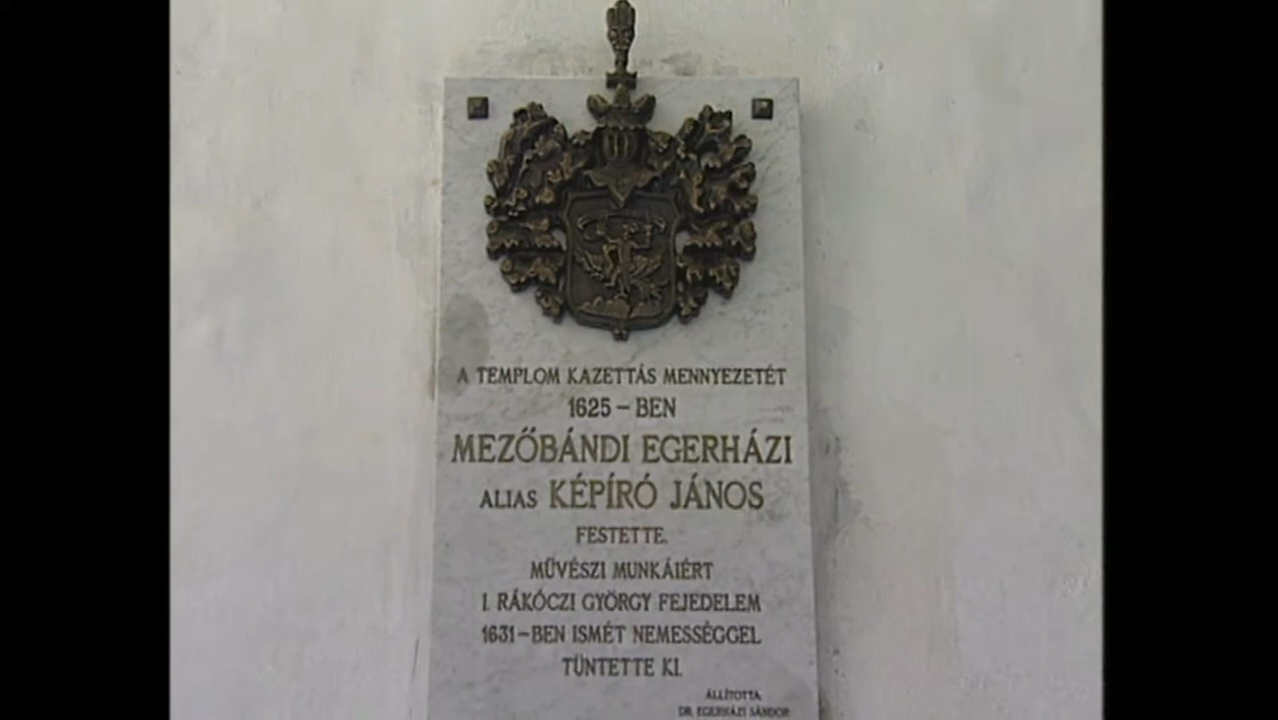 A TEMPLOM KAZETTÁS MENNYEZETÉT
1625 – BEN
MEZŐBÁNDI EGERHÁZI
ALIAS KÉPÍRÓ JÁNOS
FESTETTE.
MŰVÉSZI MUNKÁIÉRT
I. RÁKÓCZI GYÖRGY FEJEDELEM
1631 – BEN ISMÉT NEMESSÉGGEL
TÜNTETTE KI.
ÁLLÍTOTTA:
DR. EGERHÁZI SÁNDOR